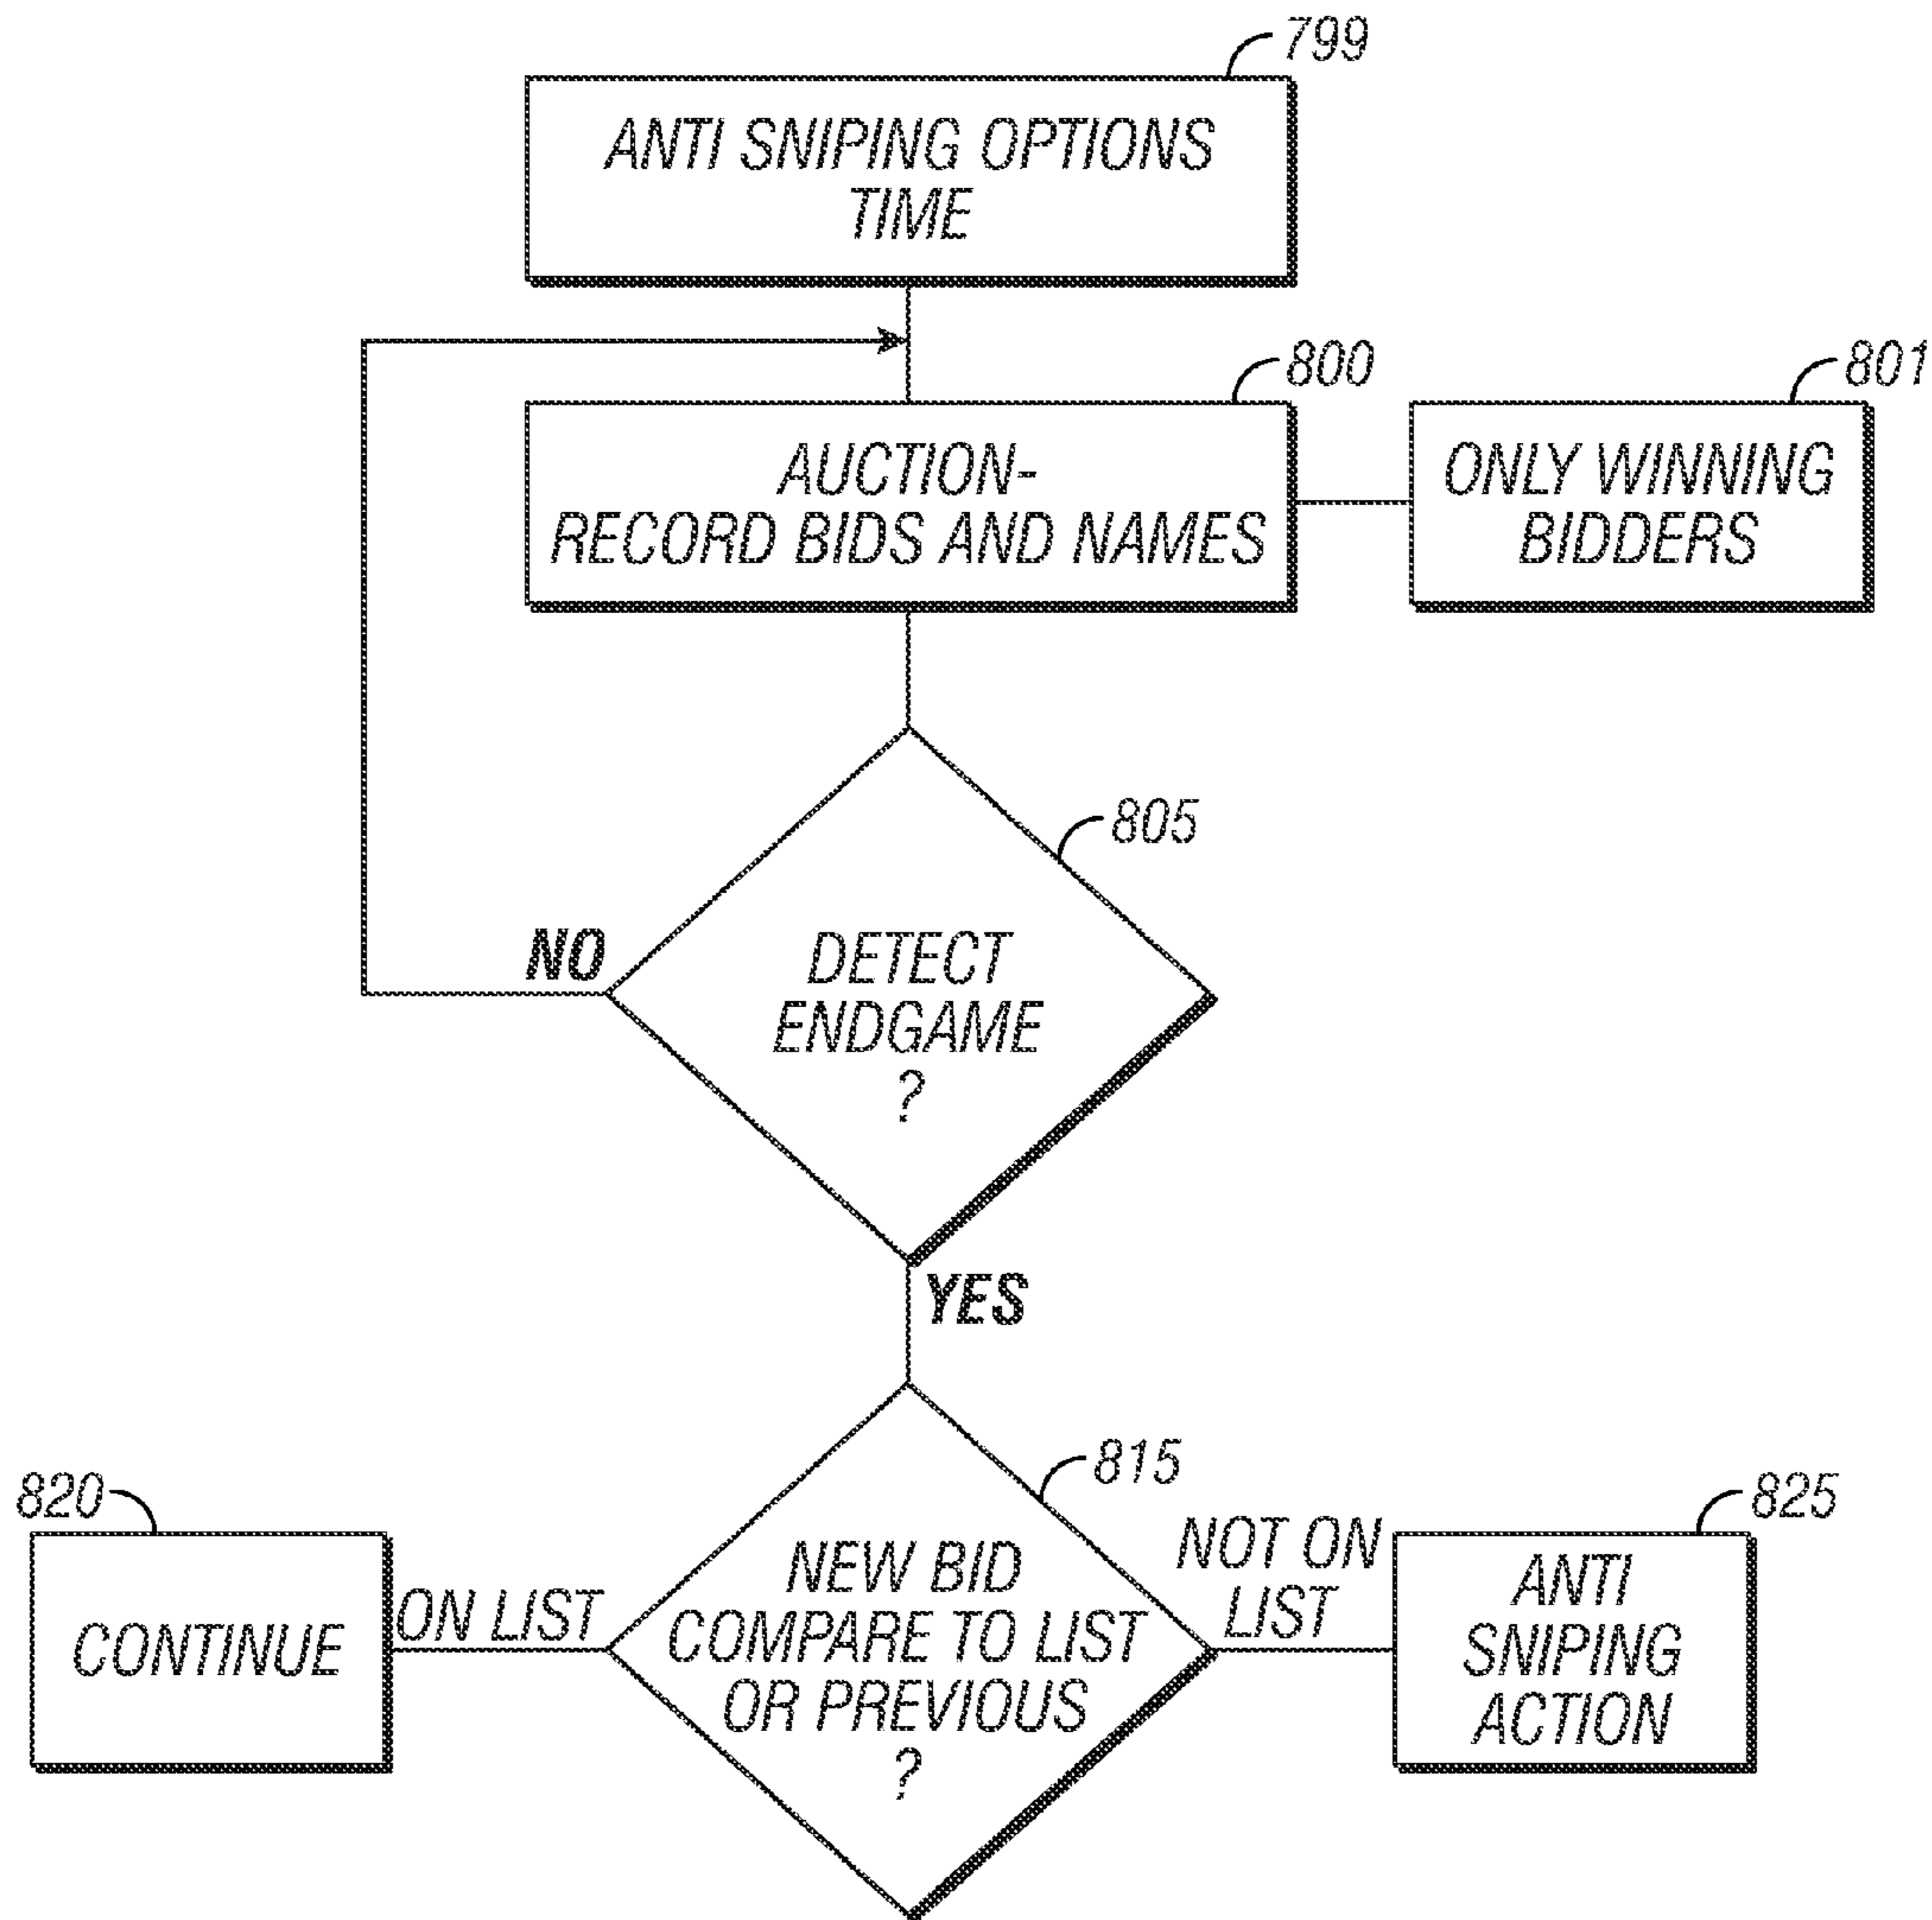 799
ANTI SNIPING OPTIONS
TIME
800
AUCTION-
RECORD BIDS AND NAMES
801
ONLY WINNING
BIDDERS
805
NO
DETECT
ENDGAME
?
YES
815
NEW BID
COMPARE TO LIST
OR PREVIOUS
?
820
CONTINUE
ON LIST
NOT ON
LIST
825
ANTI
SNIPING
ACTION